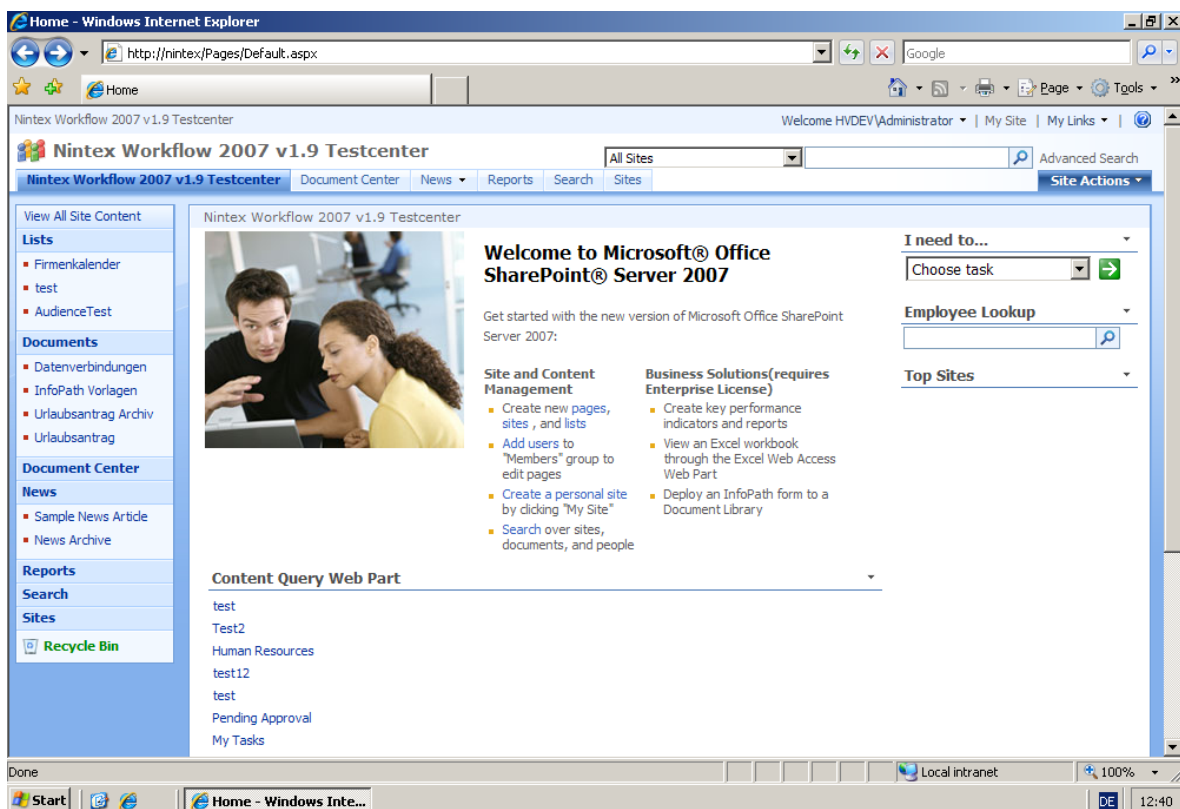 Home - Windows Internet Explorer
http://nintex/Pages/Default.aspx
Google
Home
Page
Tools
Nintex Workflow 2007 v1.9 Testcenter
Welcome HVDEV\Administrator | My Site | My Links |
Nintex Workflow 2007 v1.9 Testcenter
All Sites
Advanced Search
Nintex Workflow 2007 v1.9 Testcenter Document Center News Reports Search Sites
Site Actions
View All Site Content
Lists
Firmenkalender
test
AudienceTest
Documents
Datenverbindungen
InfoPath Vorlagen
Urlaubsantrag Archiv
Urlaubsantrag
Document Center
News
Sample News Article
News Archive
Reports
Search
Sites
Recycle Bin
Nintex Workflow 2007 v1.9 Testcenter
Welcome to Microsoft® Office
SharePoint® Server 2007
Get started with the new version of Microsoft Office SharePoint
Server 2007:
Site and Content
Management
Create new pages,
sites , and lists
Add users to
"Members" group to
edit pages
Create a personal site
by clicking "My Site"
Search over sites,
documents, and people
Business Solutions(requires
Enterprise License)
Create key performance
indicators and reports
View an Excel workbook
through the Excel Web Access
Web Part
Deploy an InfoPath form to a
Document Library
I need to...
Choose task
Employee Lookup
Top Sites
Content Query Web Part
test
Test2
Human Resources
test12
test
Pending Approval
My Tasks
Done
Local intranet
100%
Start
Home - Windows Inte...
DE
12:40